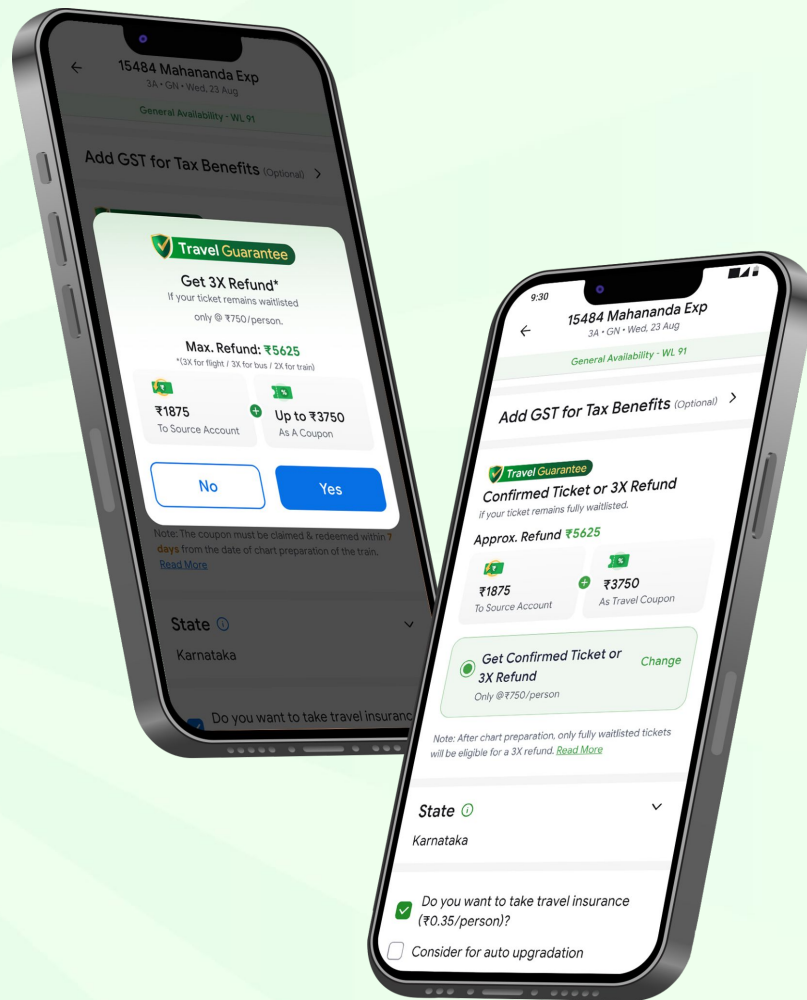 15484 Mahananda Exp
3A • GN • Wed, 23 Aug
General Availability - WL 91
Add GST for Tax Benefits (Optional)
Travel Guarantee
Get 3X Refund*
If your ticket remains waitlisted
only @ ₹750/person.
Max. Refund: ₹5625
*(3X for flight / 3X for bus / 2X for train)
₹1875
To Source Account
Up to ₹3750
As A Coupon
No
Yes
Note: The coupon must be claimed & redeemed within 7
days from the date of chart preparation of the train.
Read More
State
Karnataka
Do you want to take travel insuranc
9:30
15484 Mahananda Exp
3A • GN • Wed, 23 Aug
General Availability - WL 91
Add GST for Tax Benefits (Optional)
Travel Guarantee
Confirmed Ticket or 3X Refund
if your ticket remains fully waitlisted.
Approx. Refund ₹5625
₹1875
To Source Account
₹3750
As Travel Coupon
Get Confirmed Ticket or
3X Refund
Change
Only @₹750/person
Note: After chart preparation, only fully waitlisted tickets
will be eligible for a 3X refund. Read More
State
Karnataka
Do you want to take travel insurance
(₹0.35/person)?
Consider for auto upgradation